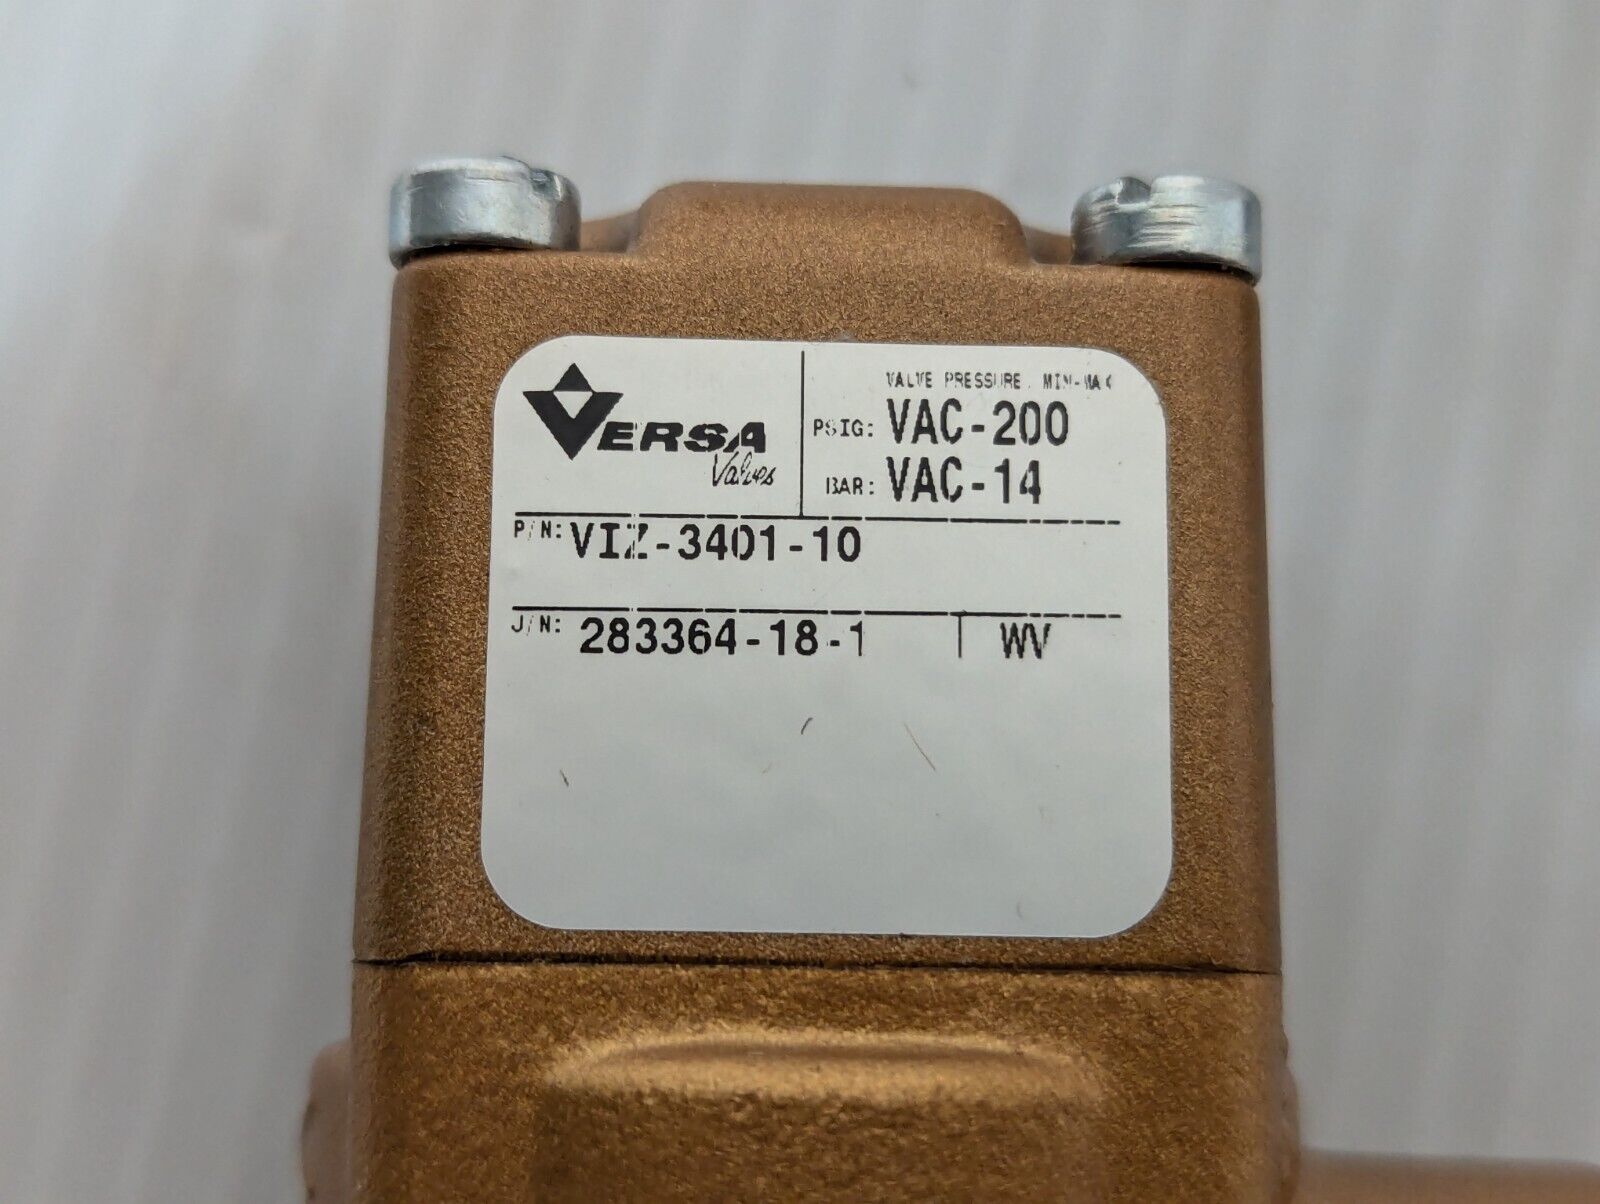 VERSA
Valves
VALVE PRESSURE, MIN-MAX
PSIG: VAC-200
BAR: VAC-14
P/N: VIZ-3401-10
J/N: 283364-18-1 | WV